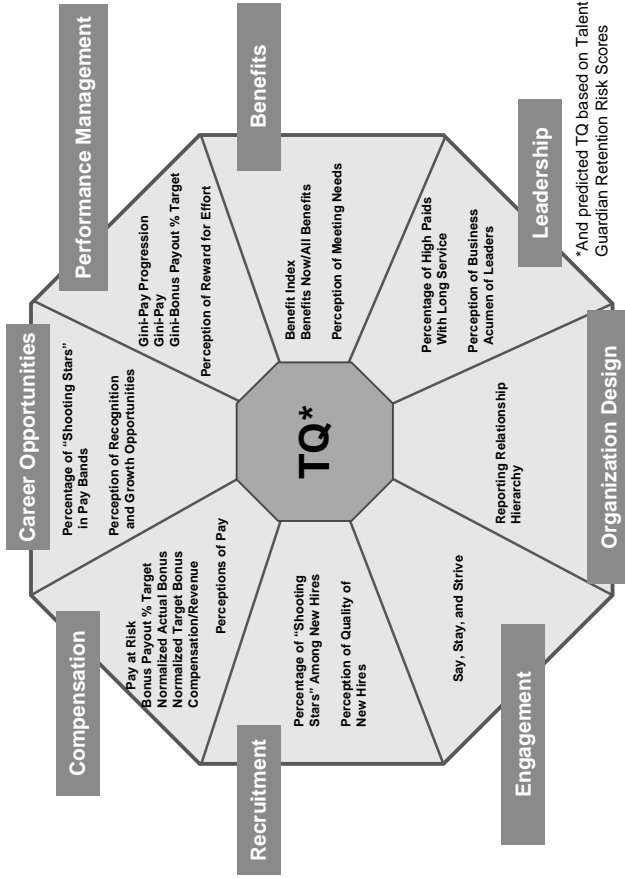 Career Opportunities
Percentage of “Shooting Stars”
in Pay Bands
Perception of Recognition
and Growth Opportunities
Performance Management
Gini-Pay Progression
Gini-Pay
Gini-Bonus Payout % Target
Perception of Reward for Effort
Benefits
Benefit Index
Benefits Now/All Benefits
Perception of Meeting Needs
Leadership
Percentage of High Paids
With Long Service
Perception of Business
Acumen of Leaders
Organization Design
Reporting Relationship
Hierarchy
Engagement
Say, Stay, and Strive
Recruitment
Percentage of “Shooting
Stars” Among New Hires
Perception of Quality of
New Hires
Compensation
Pay at Risk
Bonus Payout % Target
Normalized Actual Bonus
Normalized Target Bonus
Compensation/Revenue
Perceptions of Pay
TQ*
*And predicted TQ based on Talent
Guardian Retention Risk Scores